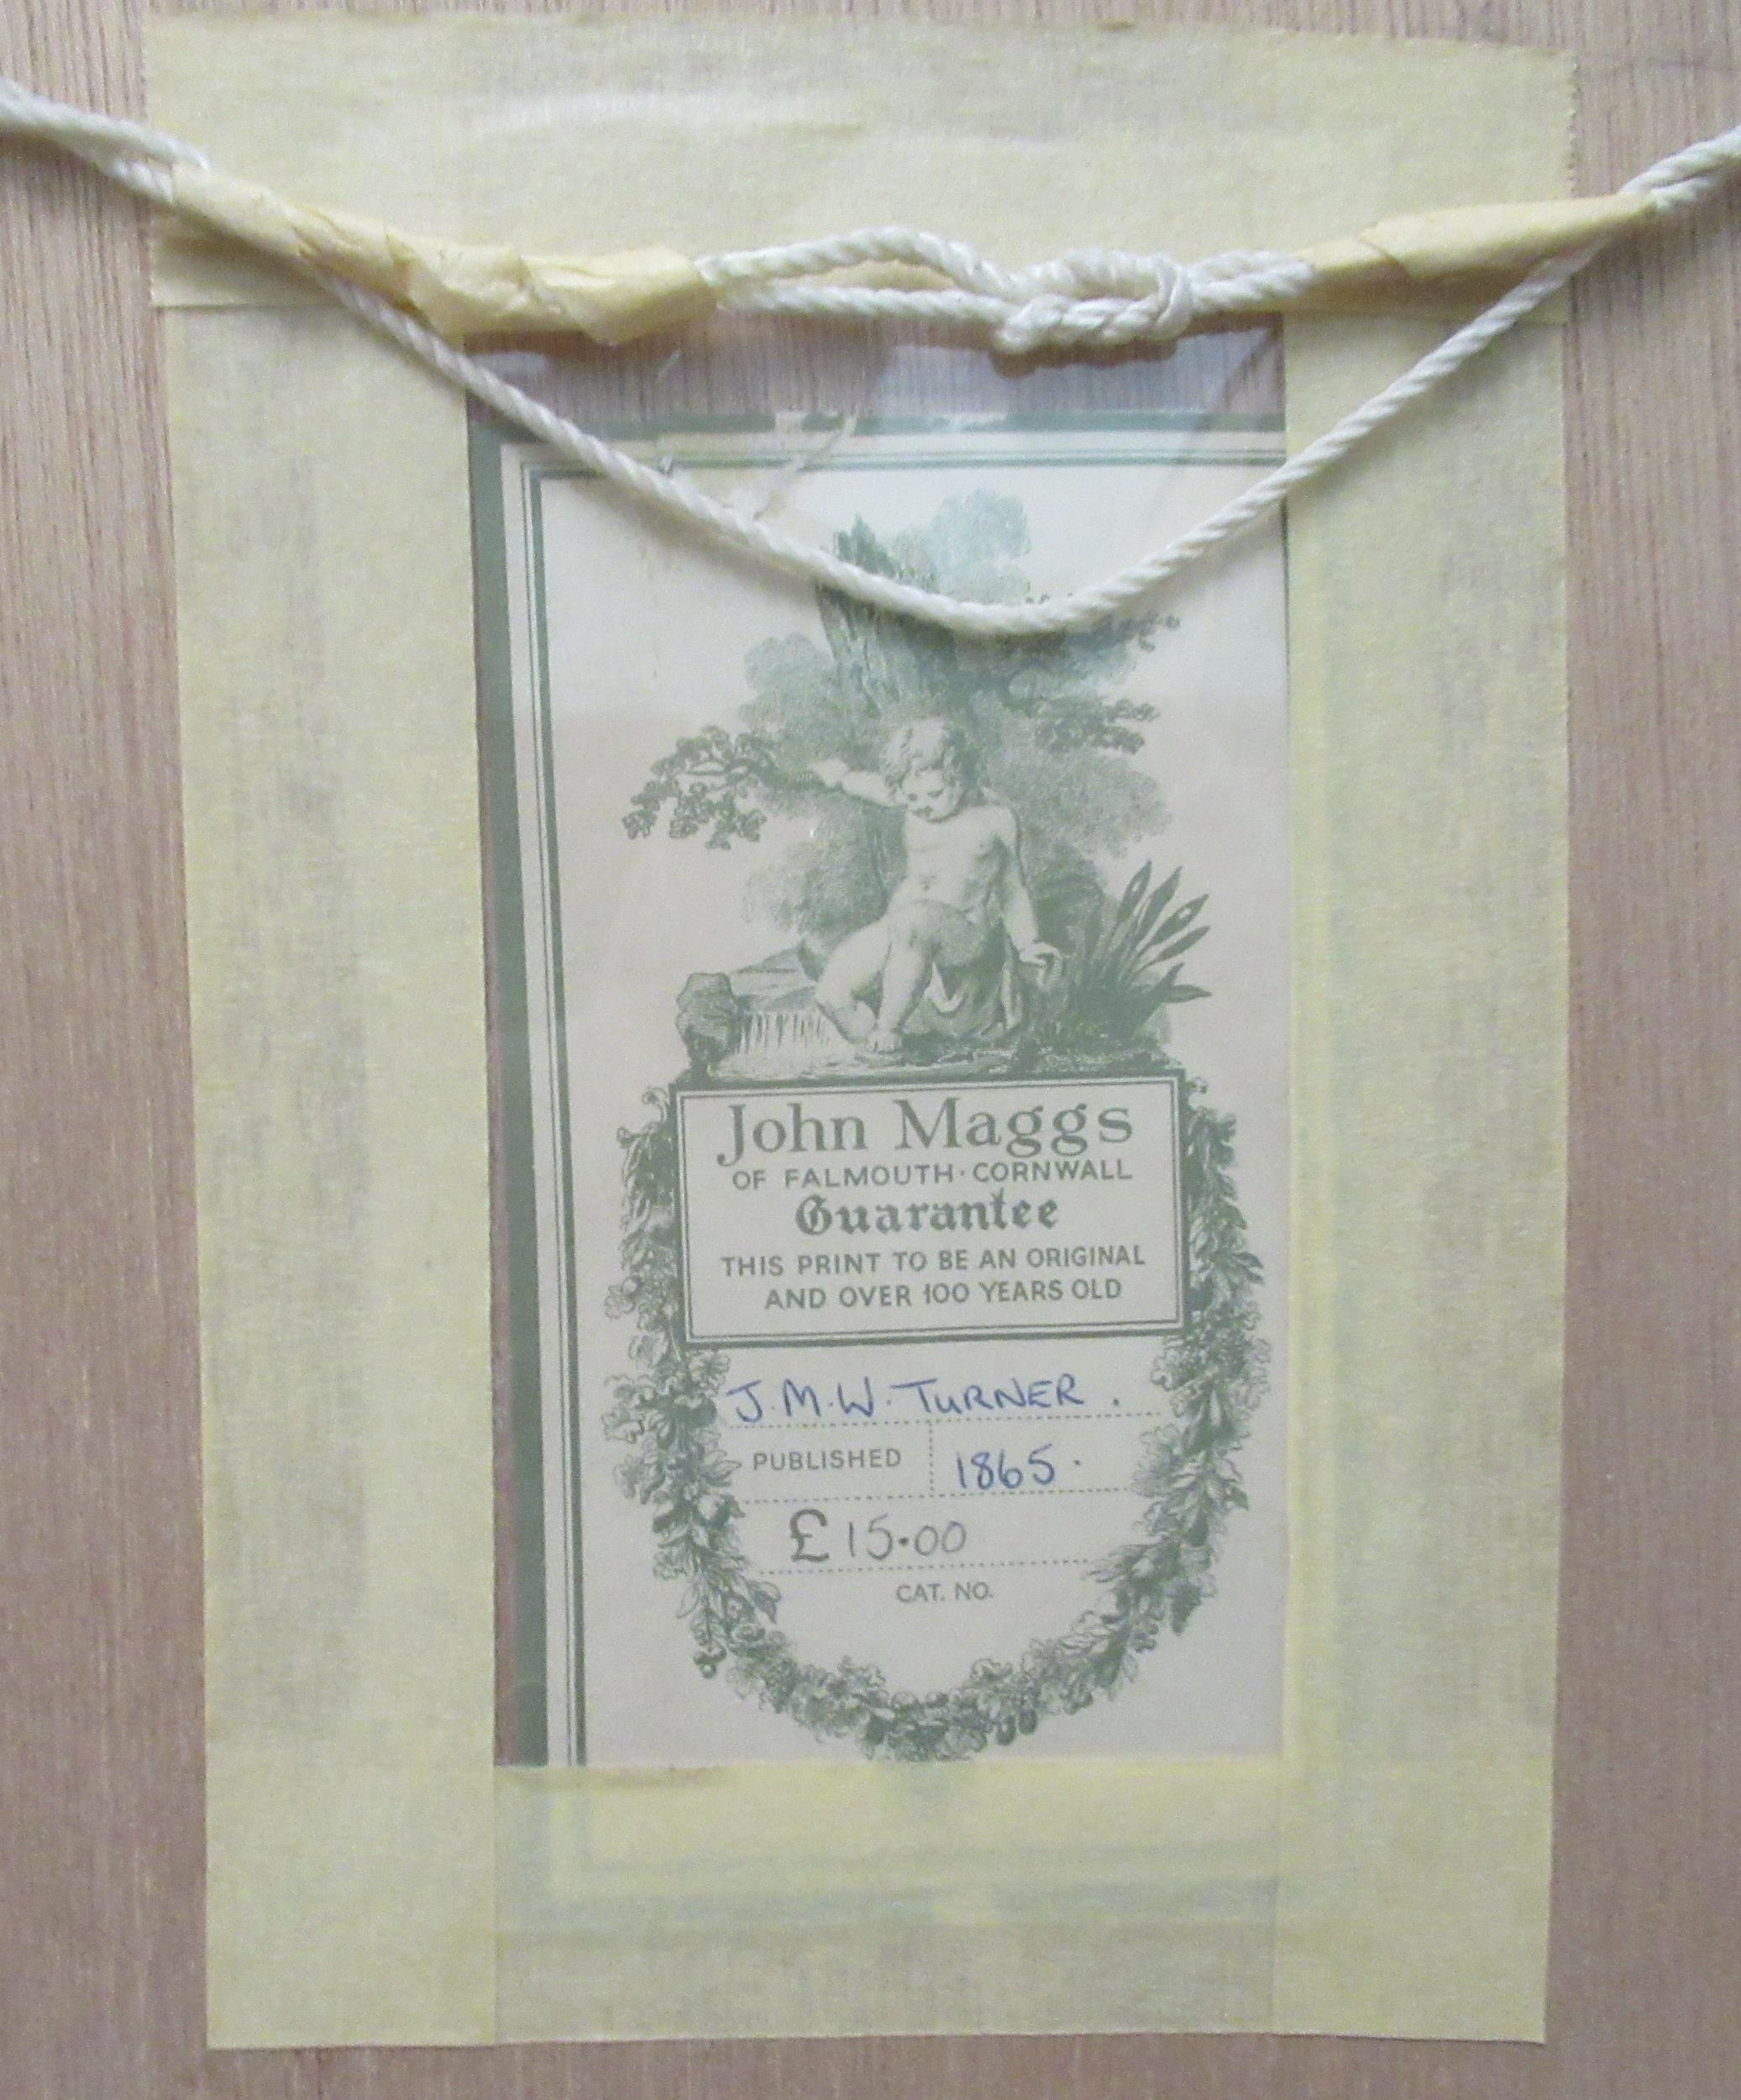 John Maggs
OF FALMOUTH · CORNWALL
Guarantee
THIS PRINT TO BE AN ORIGINAL
AND OVER 100 YEARS OLD
J. M. W. TURNER.
PUBLISHED 1865.
£15.00
CAT. NO.